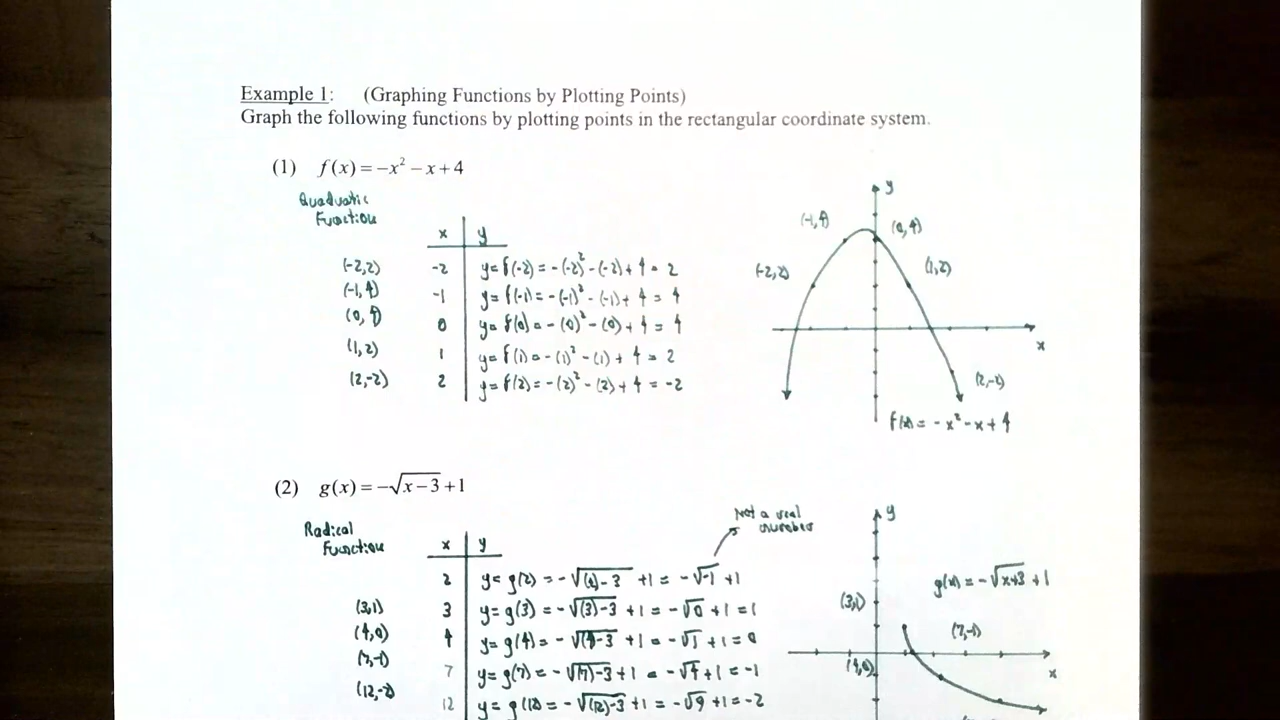 Example 1: (Graphing Functions by Plotting Points)
Graph the following functions by plotting points in the rectangular coordinate system.
(1) f(x) = −x² − x + 4
Quadratic
Function
x | y
(-2,2) -2 y = f(-2) = -(-2)² - (-2) + 4 = 2
(-1,4) -1 y = f(-1) = -(-1)² - (-1) + 4 = 4
(0,4) 0 y = f(0) = -(0)² - (0) + 4 = 4
(1,2) 1 y = f(1) = -(1)² - (1) + 4 = 2
(2,-2) 2 y = f(2) = -(2)² - (2) + 4 = -2
y
(-1,4) (0,4)
(-2,2) (1,2)
x
(2,-2)
f(x) = -x² - x + 4
(2) g(x) = −√(x−3) + 1
Radical
Function
Not a real
number
x | y
2 y = g(2) = -√((2)-3) + 1 = -√-1 + 1
(3,1) 3 y = g(3) = -√((3)-3) + 1 = -√0 + 1 = 1
(4,0) 4 y = g(4) = -√((4)-3) + 1 = -√1 + 1 = 0
(7,-1) 7 y = g(7) = -√((7)-3) + 1 = -√4 + 1 = -1
(12,-2) 12 y = g(12) = -√((12)-3) + 1 = -√9 + 1 = -2
y
g(x) = -√(x+3) + 1
(3,1)
(7,-1)
(4,0)
x